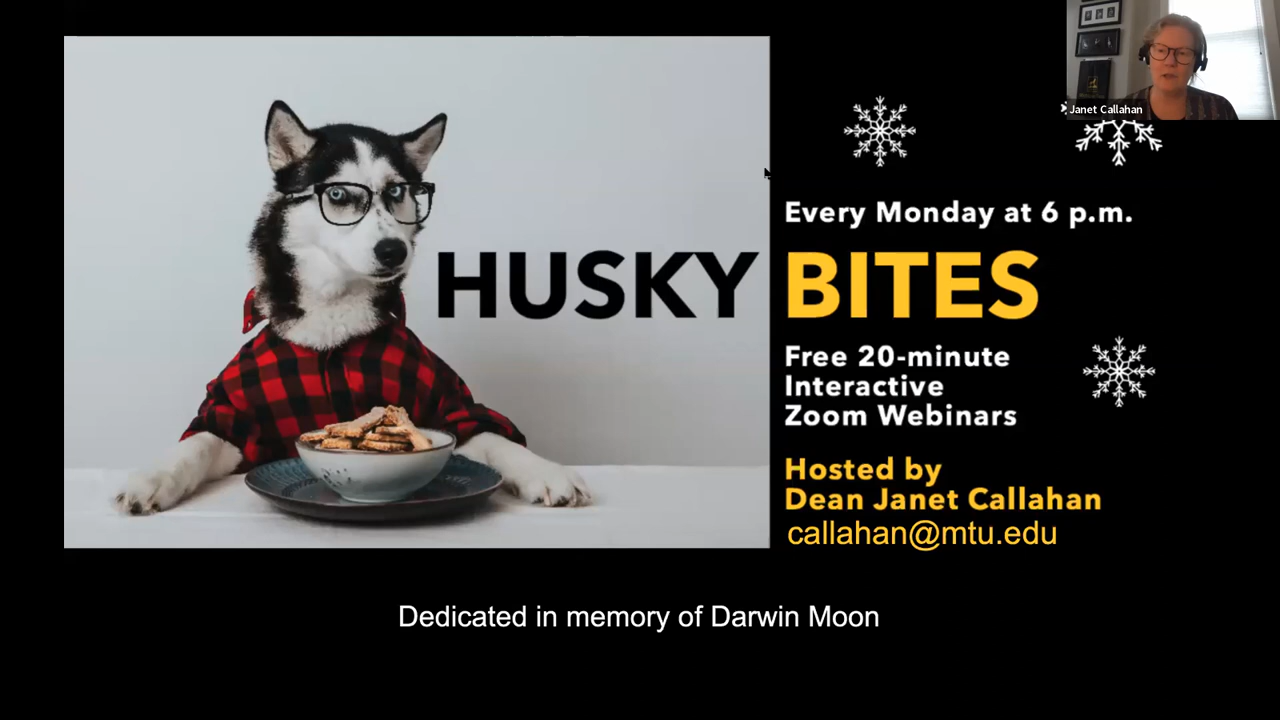 Janet Callahan
Every Monday at 6 p.m.
HUSKY BITES
Free 20-minute
Interactive
Zoom Webinars
Hosted by
Dean Janet Callahan
callahan@mtu.edu
Dedicated in memory of Darwin Moon